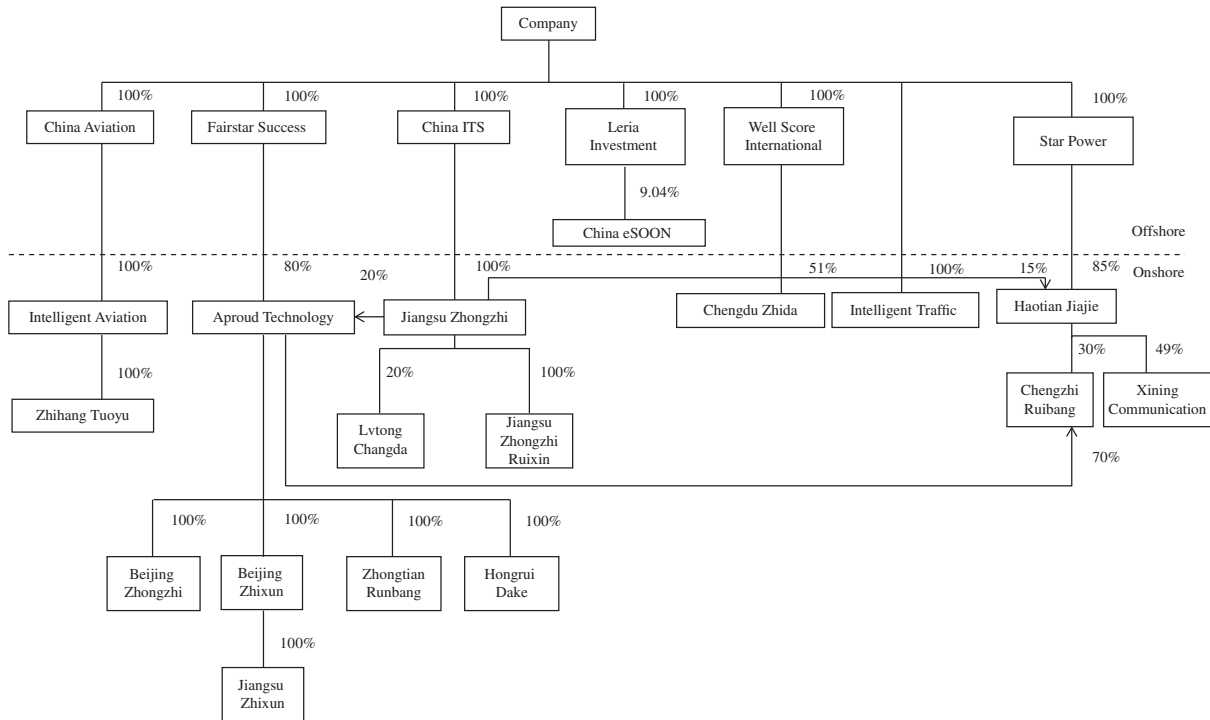 Company
100%
100%
100%
100%
100%
100%
China Aviation
Fairstar Success
China ITS
Leria
Investment
Well Score
International
Star Power
9.04%
China eSOON
Offshore
100%
80%
20%
100%
51%
100%
15%
85%
Onshore
Intelligent Aviation
Aproud Technology
Jiangsu Zhongzhi
Chengdu Zhida
Intelligent Traffic
Haotian Jiajie
100%
20%
100%
30%
49%
Zhihang Tuoyu
Lvtong
Changda
Jiangsu
Zhongzhi
Ruixin
Chengzhi
Ruibang
Xining
Communication
70%
100%
100%
100%
100%
Beijing
Zhongzhi
Beijing
Zhixun
Zhongtian
Runbang
Hongrui
Dake
100%
Jiangsu
Zhixun